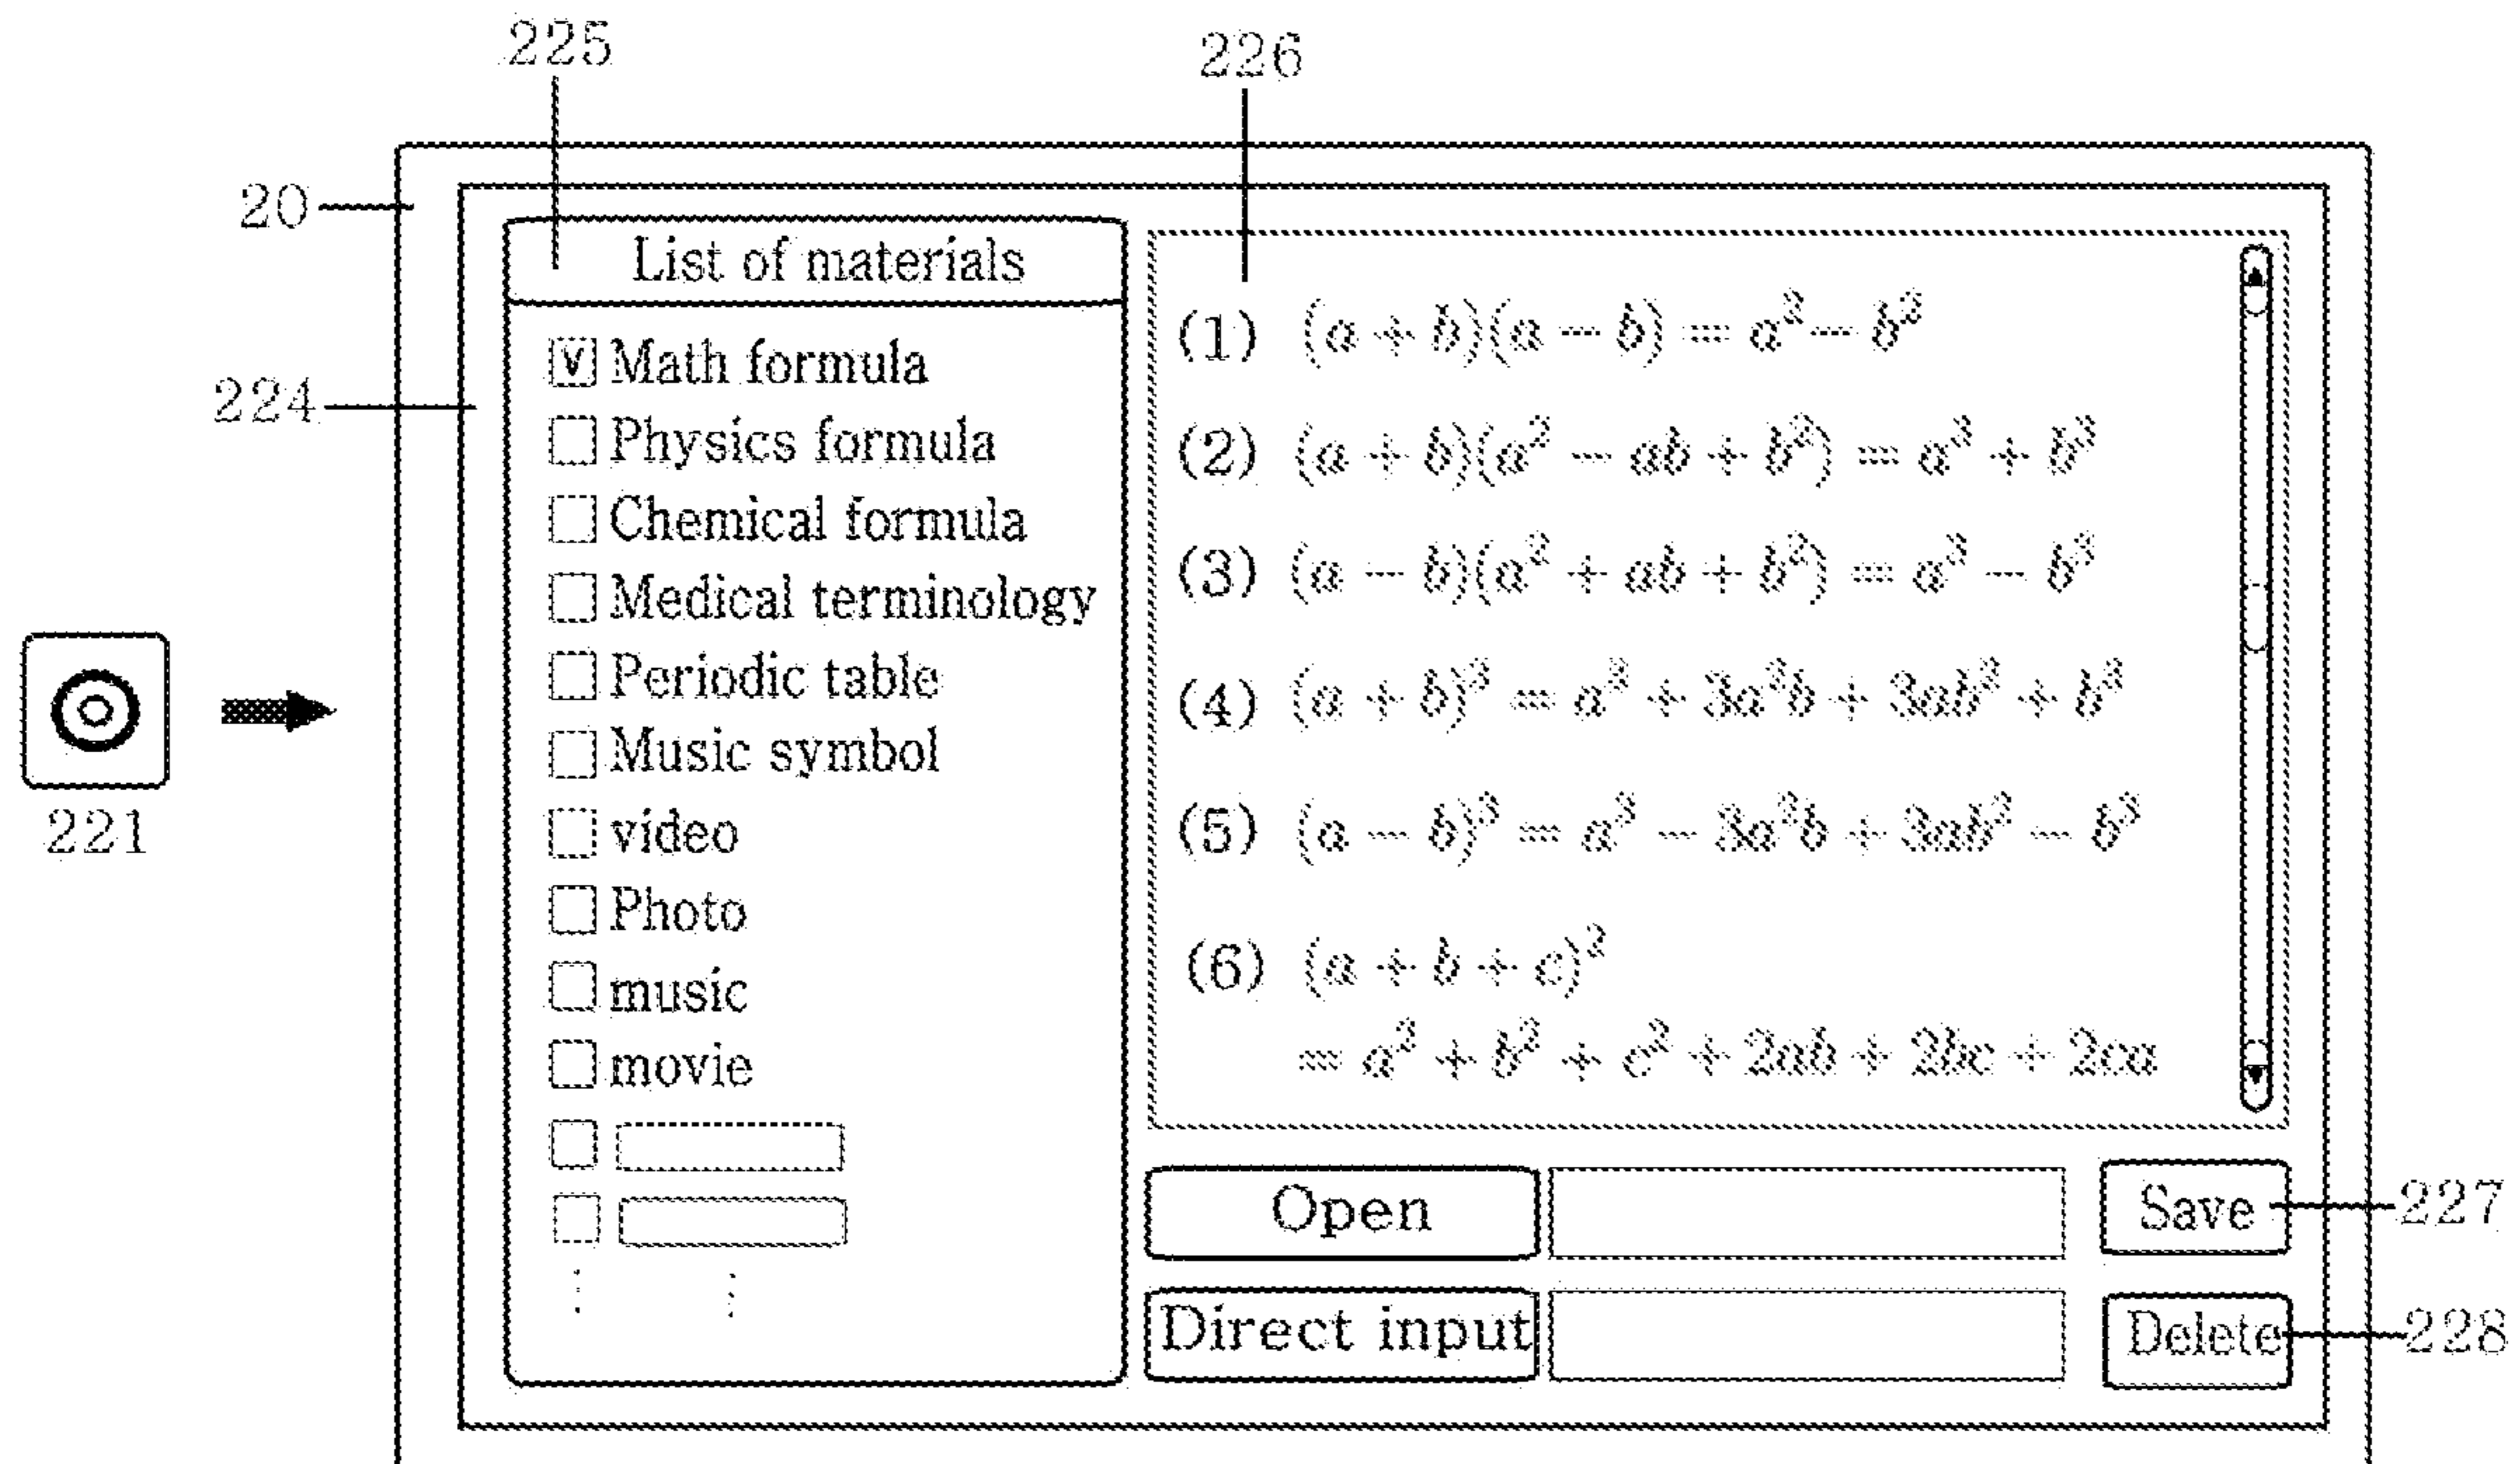 225
226
20
List of materials
224
V Math formula
Physics formula
Chemical formula
Medical terminology
Periodic table
Music symbol
video
Photo
music
movie
221
(1) (a + b)(a − b) = a² − b²
(2) (a + b)(a² − ab + b²) = a³ + b³
(3) (a − b)(a² + ab + b²) = a³ − b³
(4) (a + b)³ = a³ + 3a²b + 3ab² + b³
(5) (a − b)³ = a³ − 3a²b + 3ab² − b³
(6) (a + b + c)²
= a² + b² + c² + 2ab + 2bc + 2ca
Open
Save
227
Direct input
Delete
228